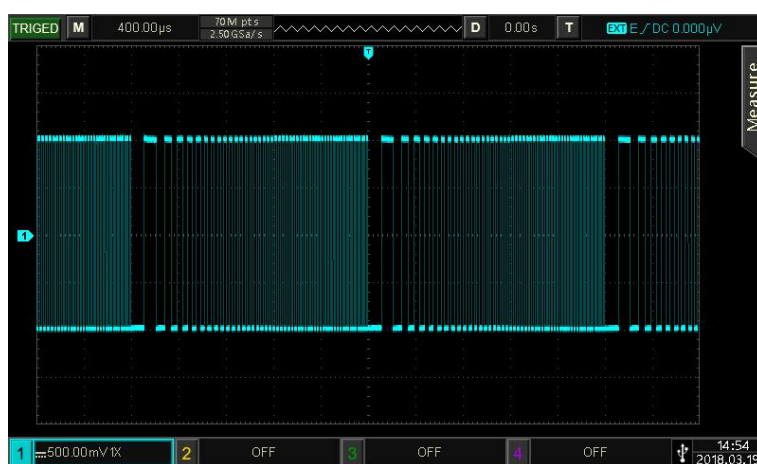 TRIGED M 400.00μs 70M pts D 0.00s T EXT E DC 0.000μV
2.50GSa/s
T
Measure
1
1 500.00mV 1X 2 OFF 3 OFF 4 OFF 14:54
2018.03.19